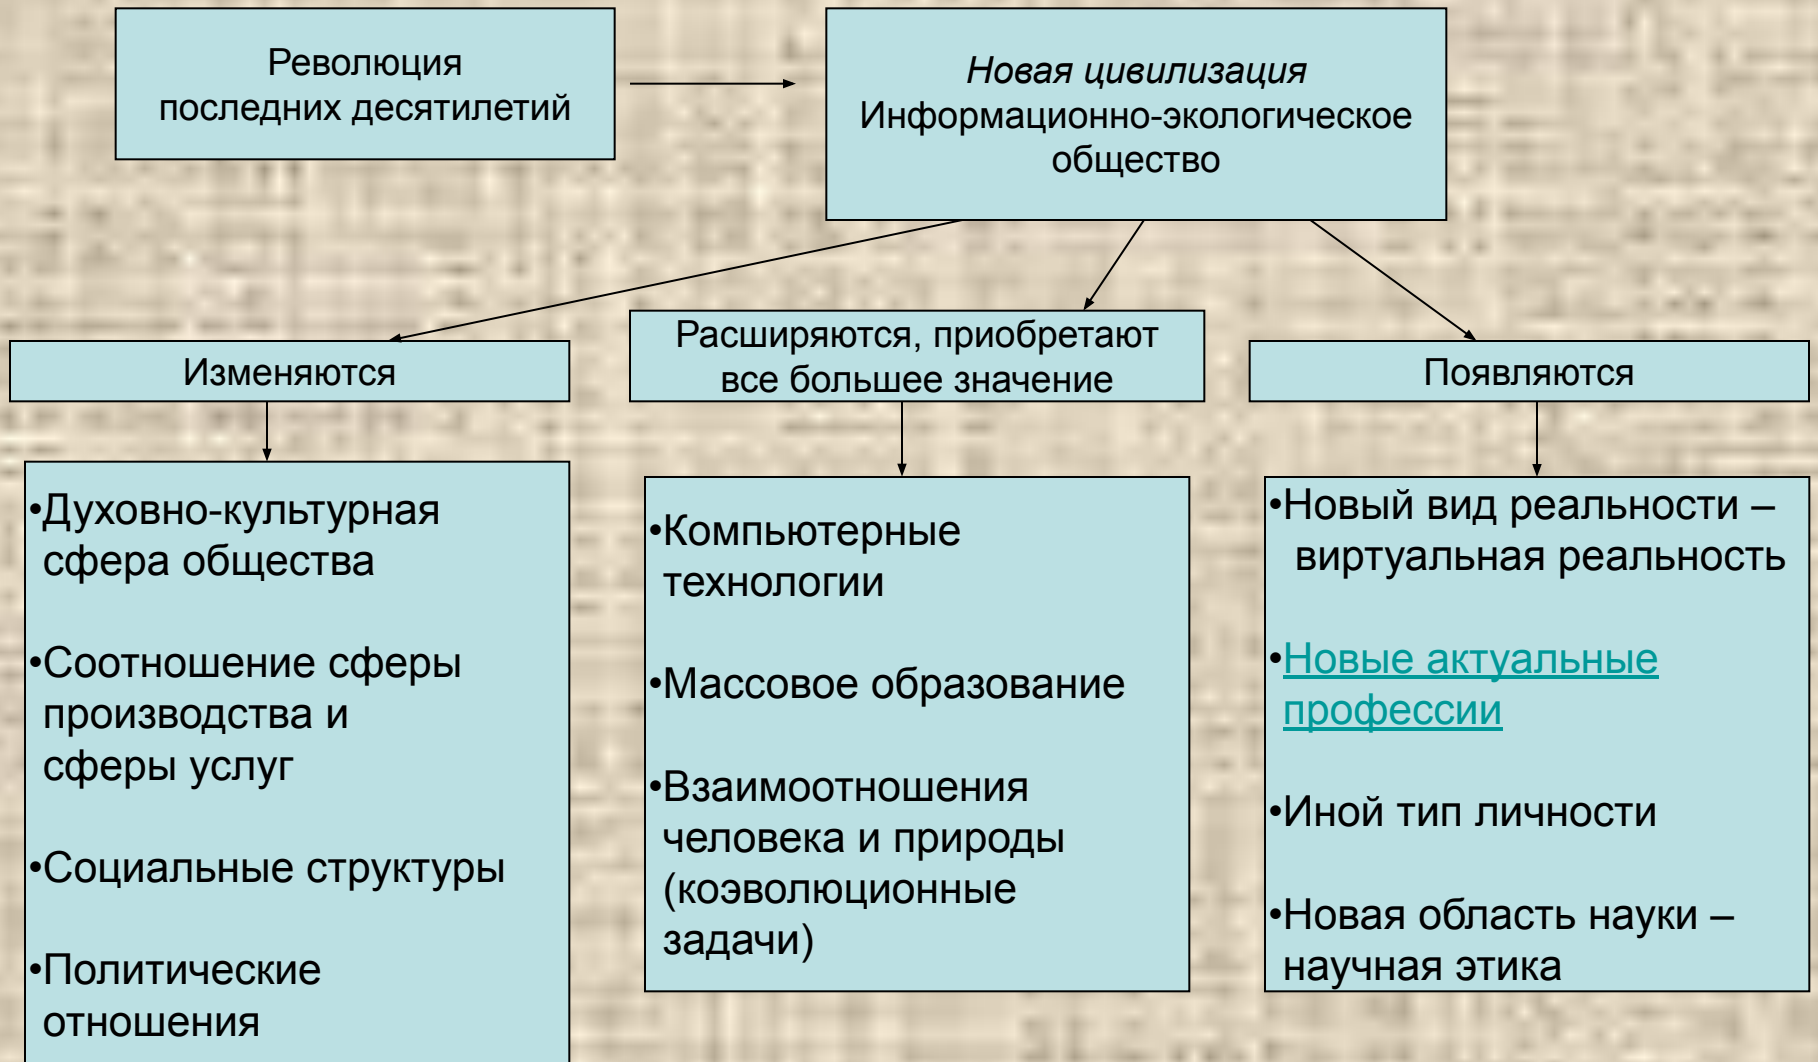 Революция
последних десятилетий
Новая цивилизация
Информационно-экологическое
общество
Изменяются
Расширяются, приобретают
все большее значение
Появляются
•Духовно-культурная
сфера общества
•Соотношение сферы
производства и
сферы услуг
•Социальные структуры
•Политические
отношения
•Компьютерные
технологии
•Массовое образование
•Взаимоотношения
человека и природы
(коэволюционные
задачи)
•Новый вид реальности –
виртуальная реальность
•Новые актуальные
профессии
•Иной тип личности
•Новая область науки –
научная этика